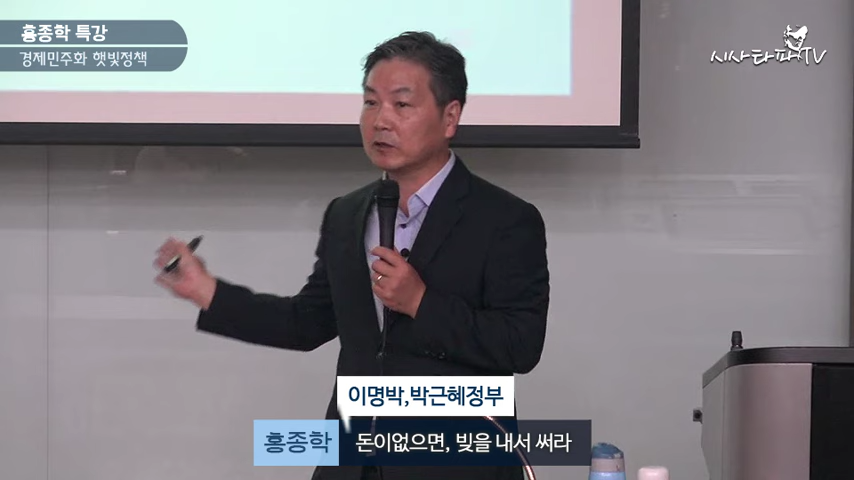 홍종학 특강
경제민주화 햇빛정책
시사타파TV
이명박,박근혜정부
홍종학
돈이없으면, 빚을 내서 써라